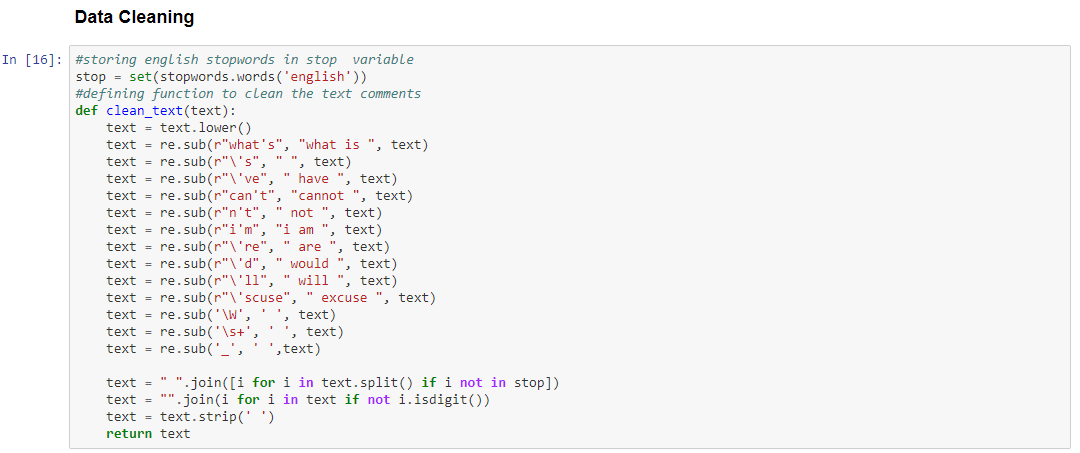 Data Cleaning
In [16]: #storing english stopwords in stop  variable
stop = set(stopwords.words('english'))
#defining function to clean the text comments
def clean_text(text):
    text = text.lower()
    text = re.sub(r"what's", "what is ", text)
    text = re.sub(r"\'s", " ", text)
    text = re.sub(r"\'ve", " have ", text)
    text = re.sub(r"can't", "cannot ", text)
    text = re.sub(r"n't", " not ", text)
    text = re.sub(r"i'm", "i am ", text)
    text = re.sub(r"\'re", " are ", text)
    text = re.sub(r"\'d", " would ", text)
    text = re.sub(r"\'ll", " will ", text)
    text = re.sub(r"\'scuse", " excuse ", text)
    text = re.sub('\W', ' ', text)
    text = re.sub('\s+', ' ', text)
    text = re.sub('_', ' ',text)
    text = " ".join([i for i in text.split() if i not in stop])
    text = "".join(i for i in text if not i.isdigit())
    text = text.strip(' ')
    return text